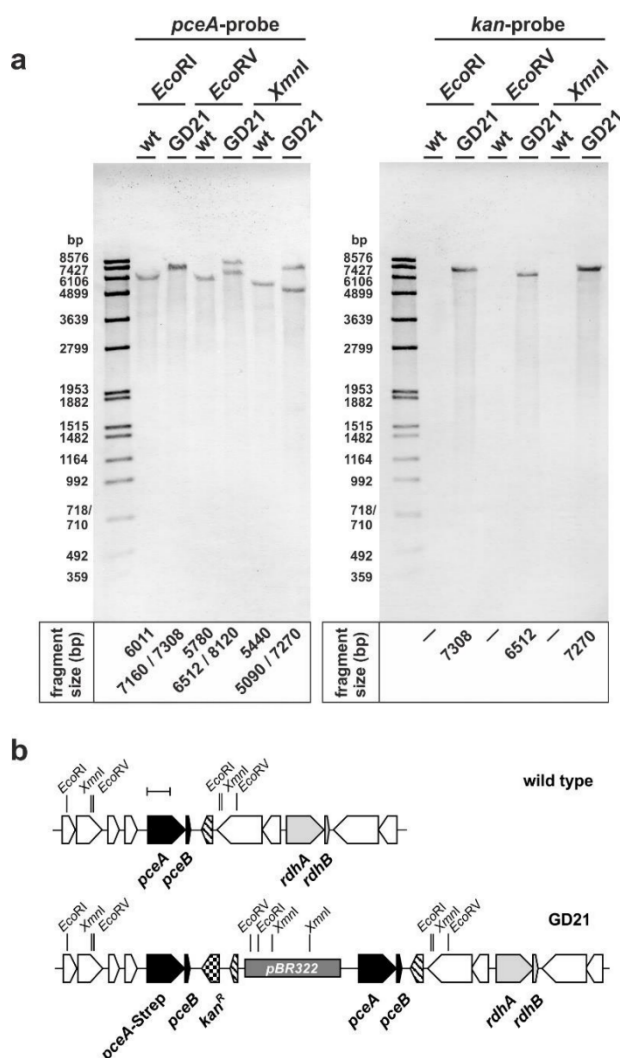 pceA-probe
kan-probe
a
EcoRI
EcoRV
XmnI
EcoRI
EcoRV
XmnI
wt
GD21
wt
GD21
wt
GD21
wt
GD21
wt
GD21
wt
GD21
bp
8576
7427
6106
4899
3639
2799
1953
1882
1515
1482
1164
992
718/
710
492
359
bp
8576
7427
6106
4899
3639
2799
1953
1882
1515
1482
1164
992
718/
710
492
359
fragment
size (bp)
6011
7160 / 7308
5780
6512 / 8120
5440
5090 / 7270
fragment
size (bp)
/
7308
/
6512
/
7270
b
EcoRI
XmnI
EcoRV
EcoRI
XmnI
EcoRV
wild type
pceA
pceB
rdhA
rdhB
GD21
EcoRI
XmnI
EcoRV
EcoRV
EcoRI
XmnI
XmnI
EcoRI
XmnI
EcoRV
pBR322
pceA-Strep
pceB
kanR
pceA
pceB
rdhA
rdhB